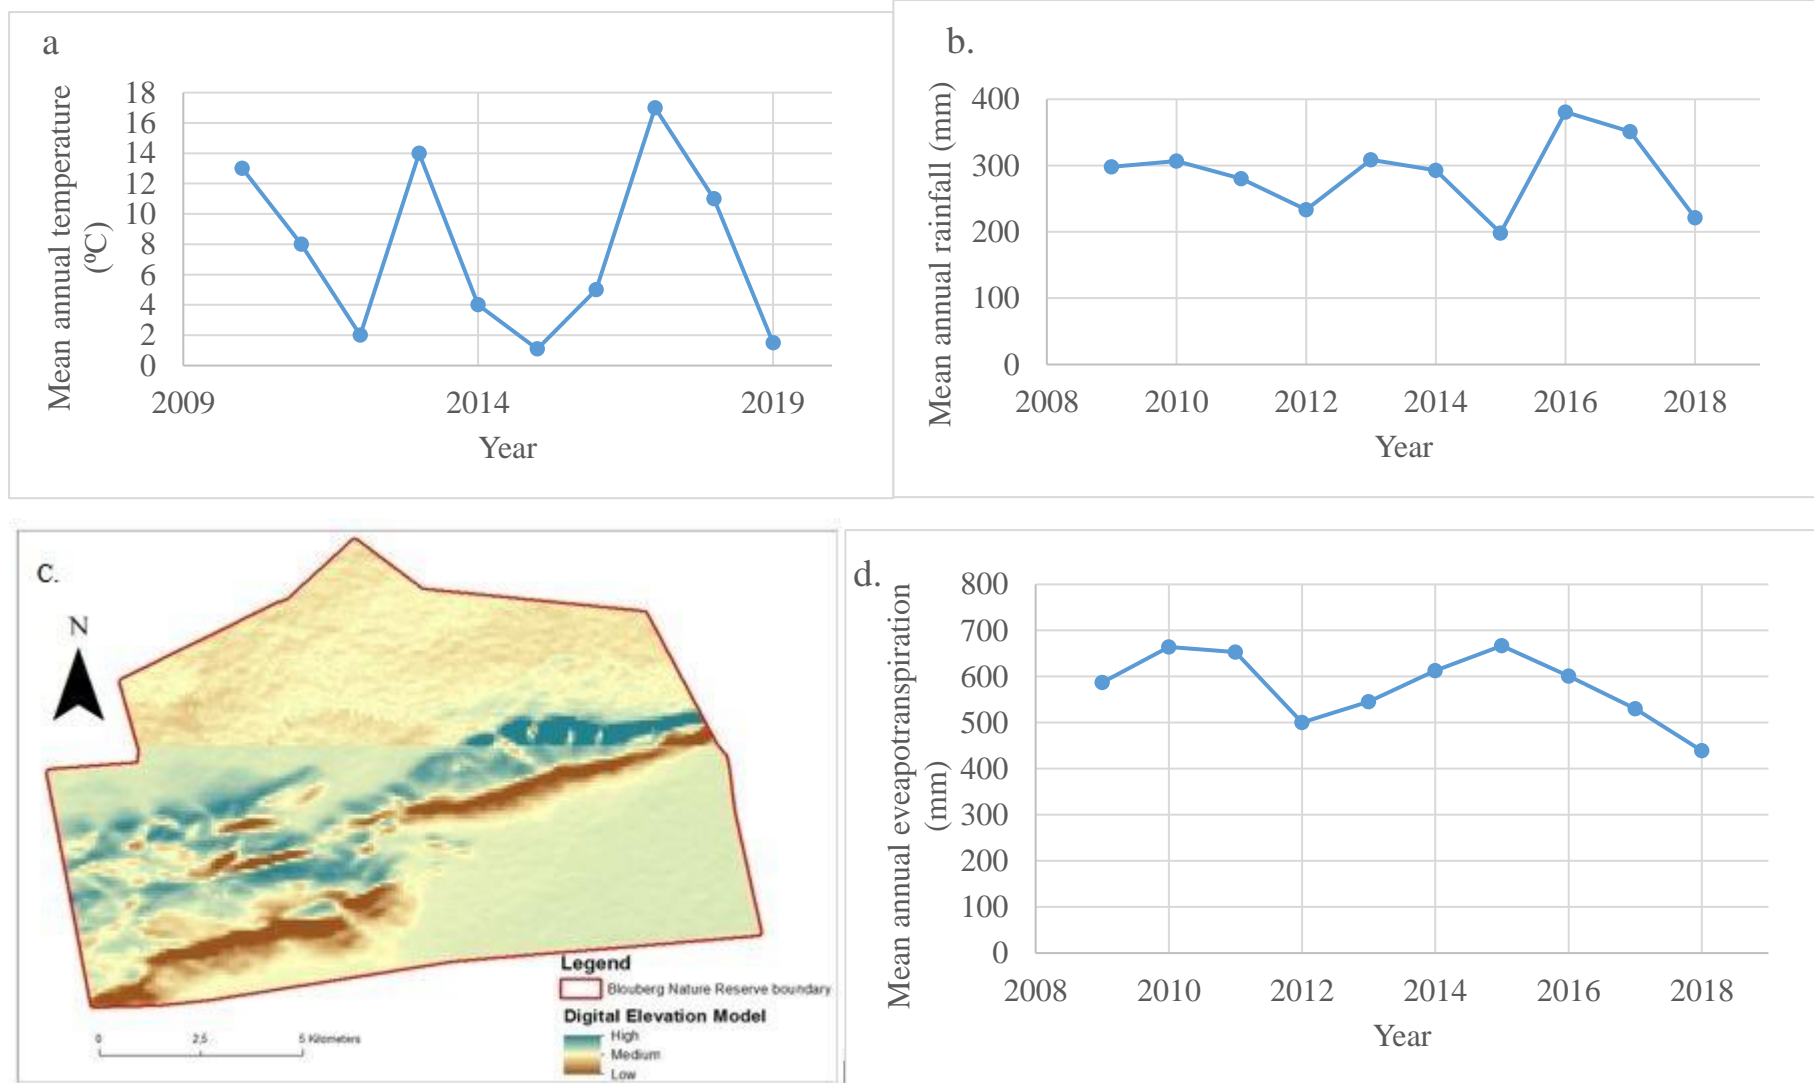 a
Mean annual temperature
(ºC)
18
16
14
12
10
8
6
4
2
0
2009 2014 2019
Year
b.
Mean annual rainfall (mm)
400
300
200
100
0
2008 2010 2012 2014 2016 2018
Year
c.
N
Legend
Blouberg Nature Reserve boundary
Digital Elevation Model
High
Medium
Low
0 2,5 5 Kilometers
d.
Mean annual eveapotranspiration
(mm)
800
700
600
500
400
300
200
100
0
2008 2010 2012 2014 2016 2018
Year